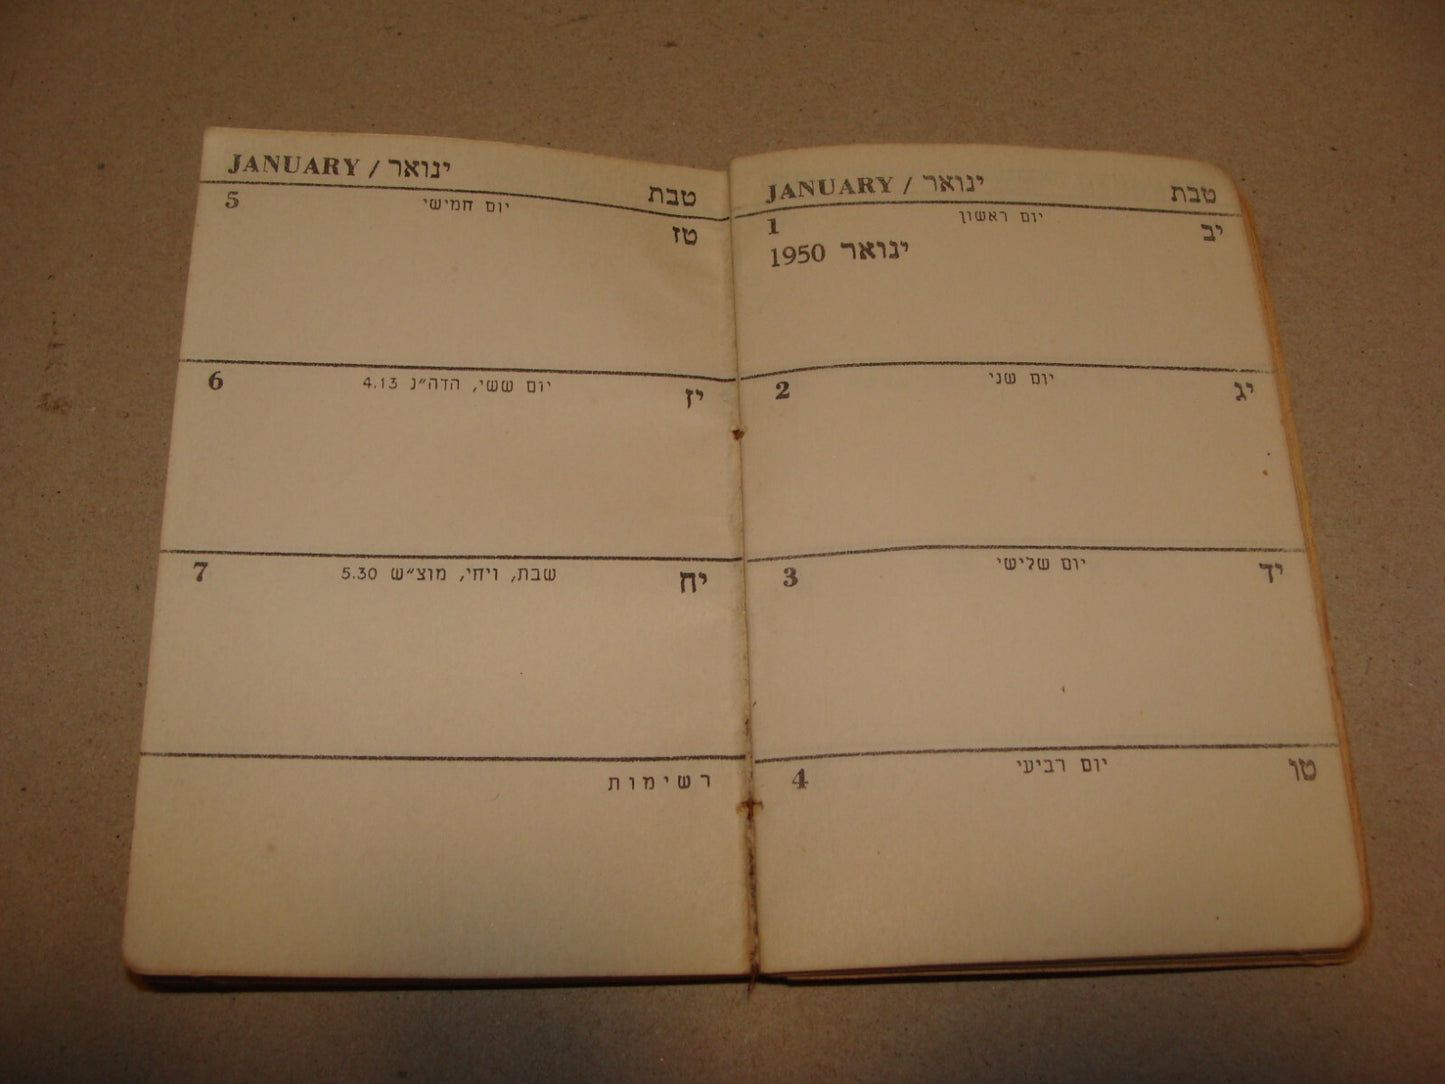 JANUARY / ינואר טבת
1 יום ראשון יב
ינואר 1950
2 יום שני יג
3 יום שלישי יד
4 יום רביעי טו
JANUARY / ינואר טבת
5 יום חמישי טז
6 יום ששי, הדה״נ 4.13 יז
7 שבת, ויחי, מוצ״ש 5.30 יח
רשימות